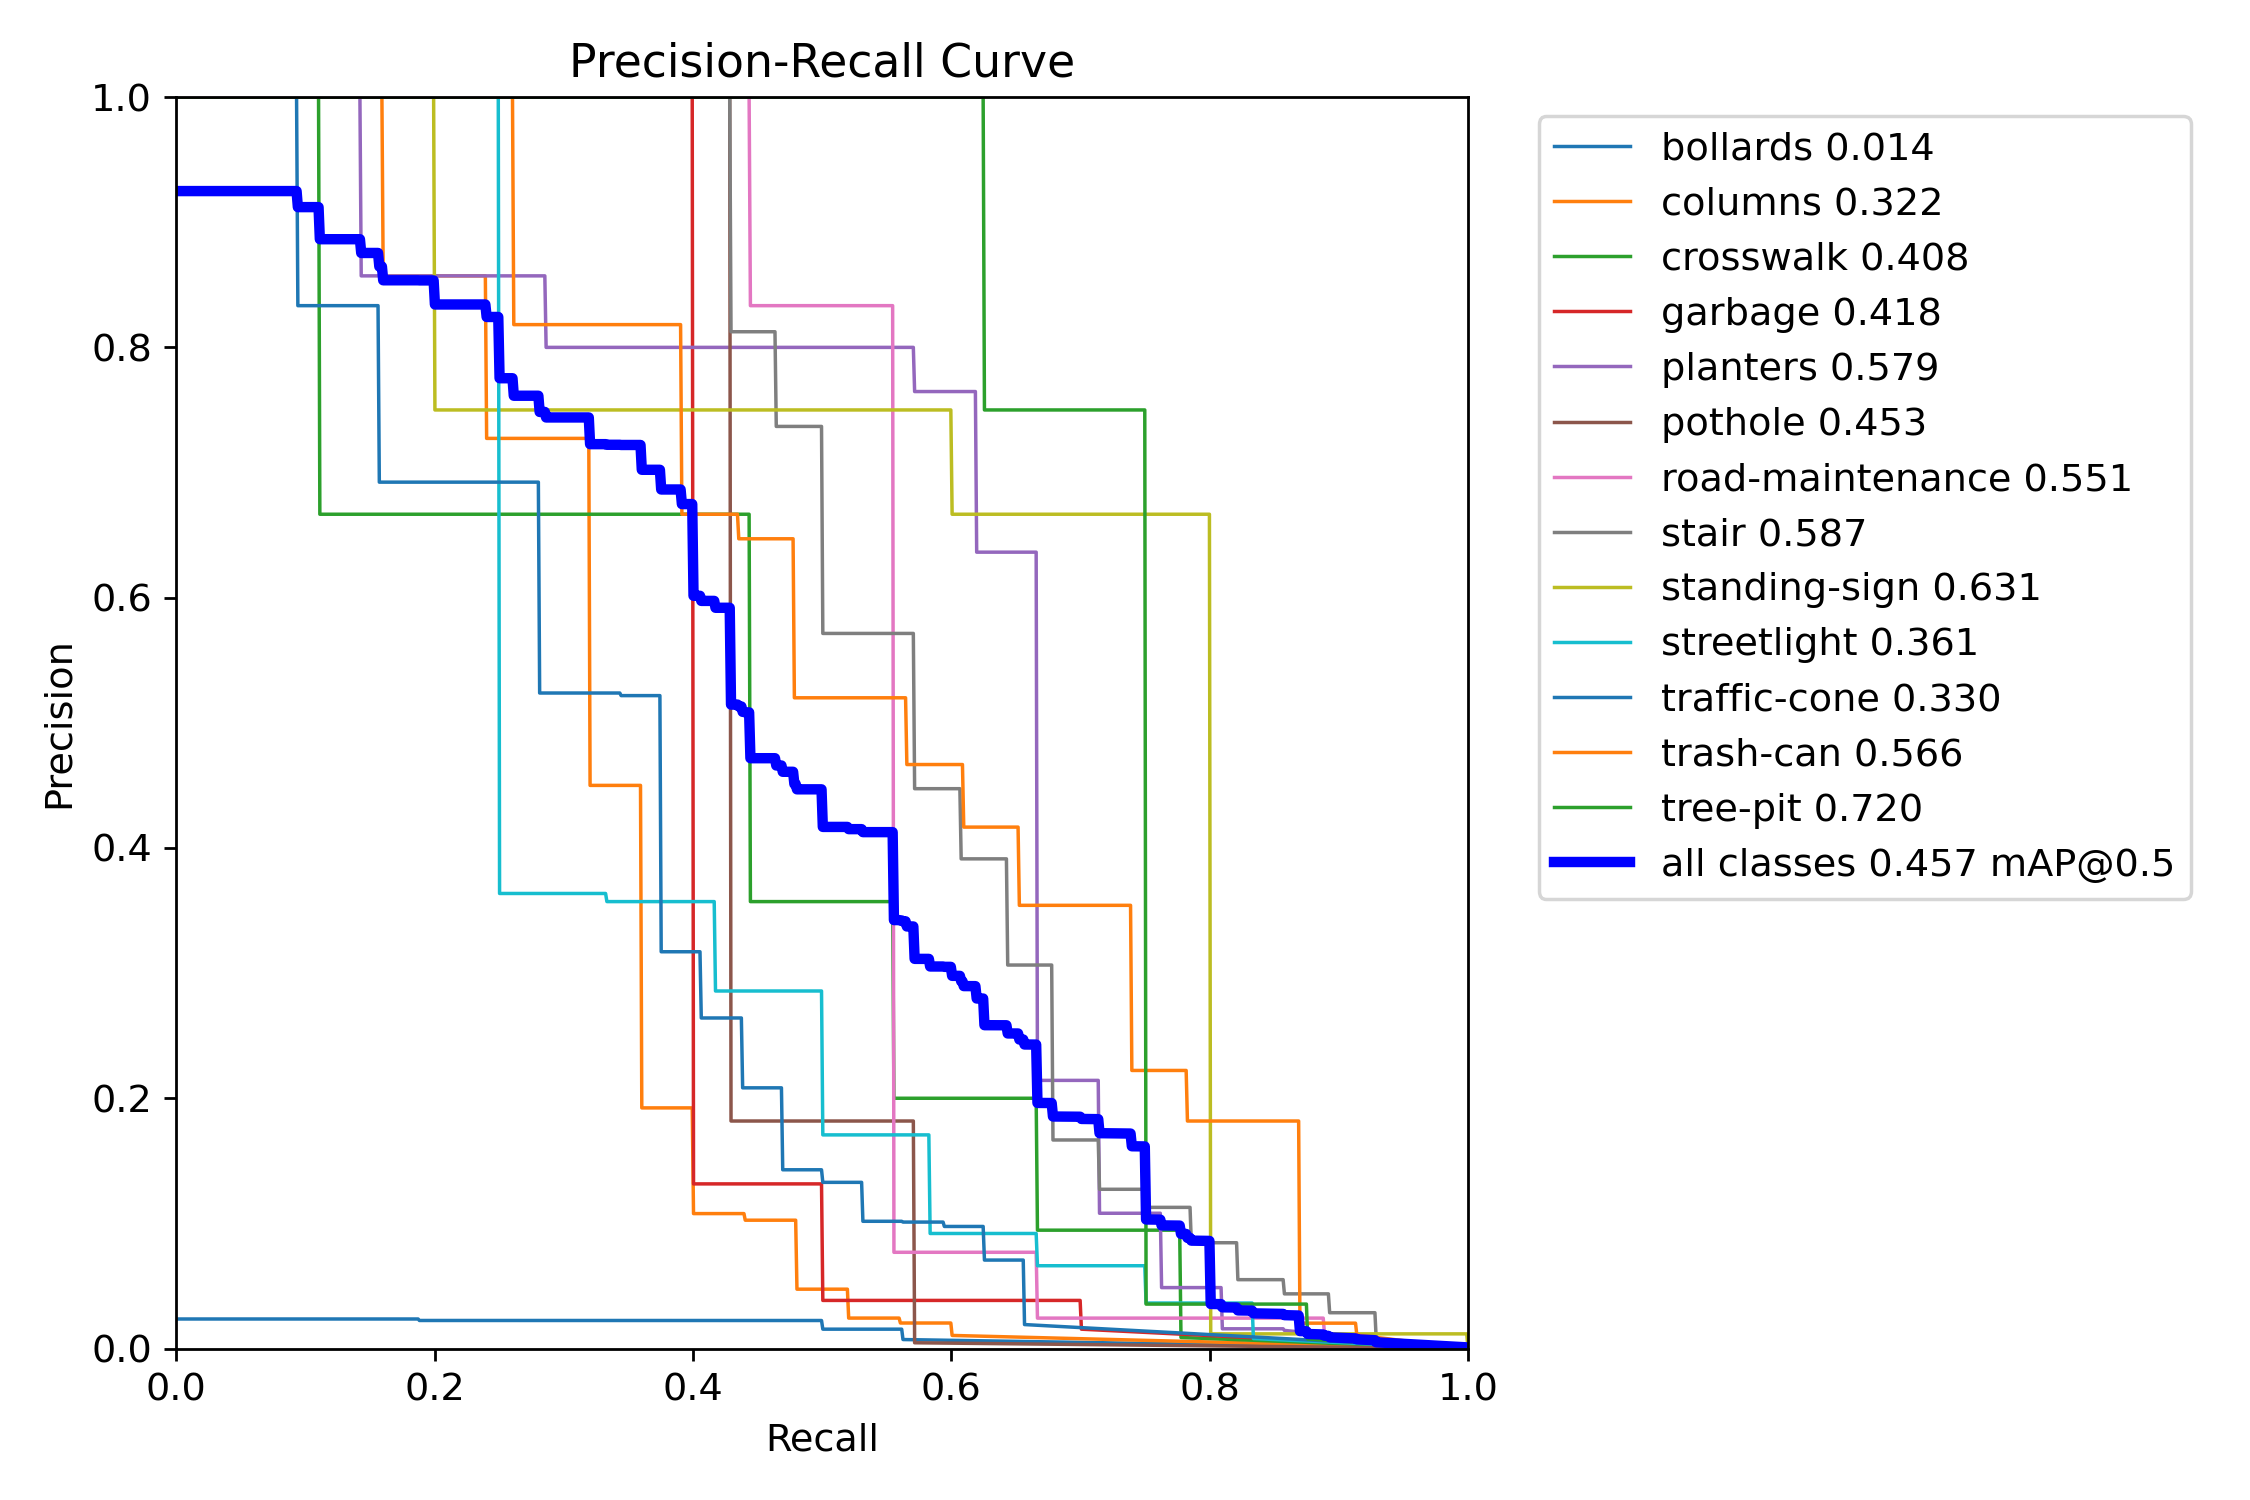 Precision-Recall Curve
1.0
0.8
0.6
0.4
0.2
0.0
Precision
0.0 0.2 0.4 0.6 0.8 1.0
Recall
bollards 0.014
columns 0.322
crosswalk 0.408
garbage 0.418
planters 0.579
pothole 0.453
road-maintenance 0.551
stair 0.587
standing-sign 0.631
streetlight 0.361
traffic-cone 0.330
trash-can 0.566
tree-pit 0.720
all classes 0.457 mAP@0.5